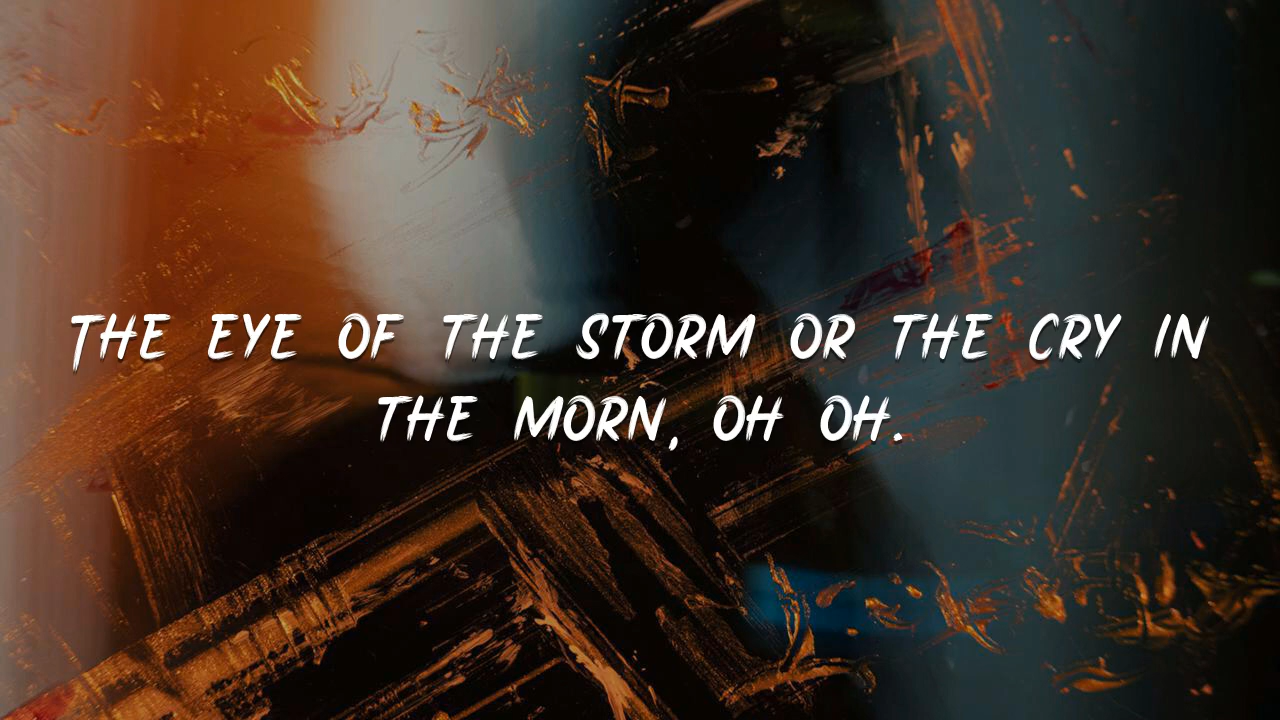 THE EYE OF THE STORM OR THE CRY IN
THE MORN, OH OH.